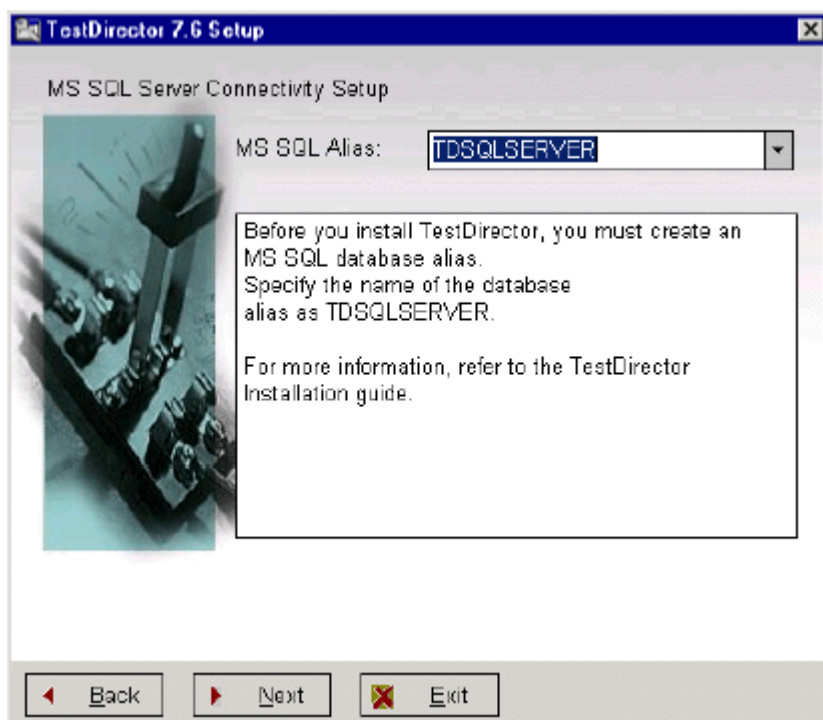 TestDirector 7.6 Setup
MS SQL Server Connectivity Setup
MS SQL Alias: TDSQLSERVER
Before you install TestDirector, you must create an
MS SQL database alias.
Specify the name of the database
alias as TDSQLSERVER.
For more information, refer to the TestDirector
Installation guide.
Back Next Exit